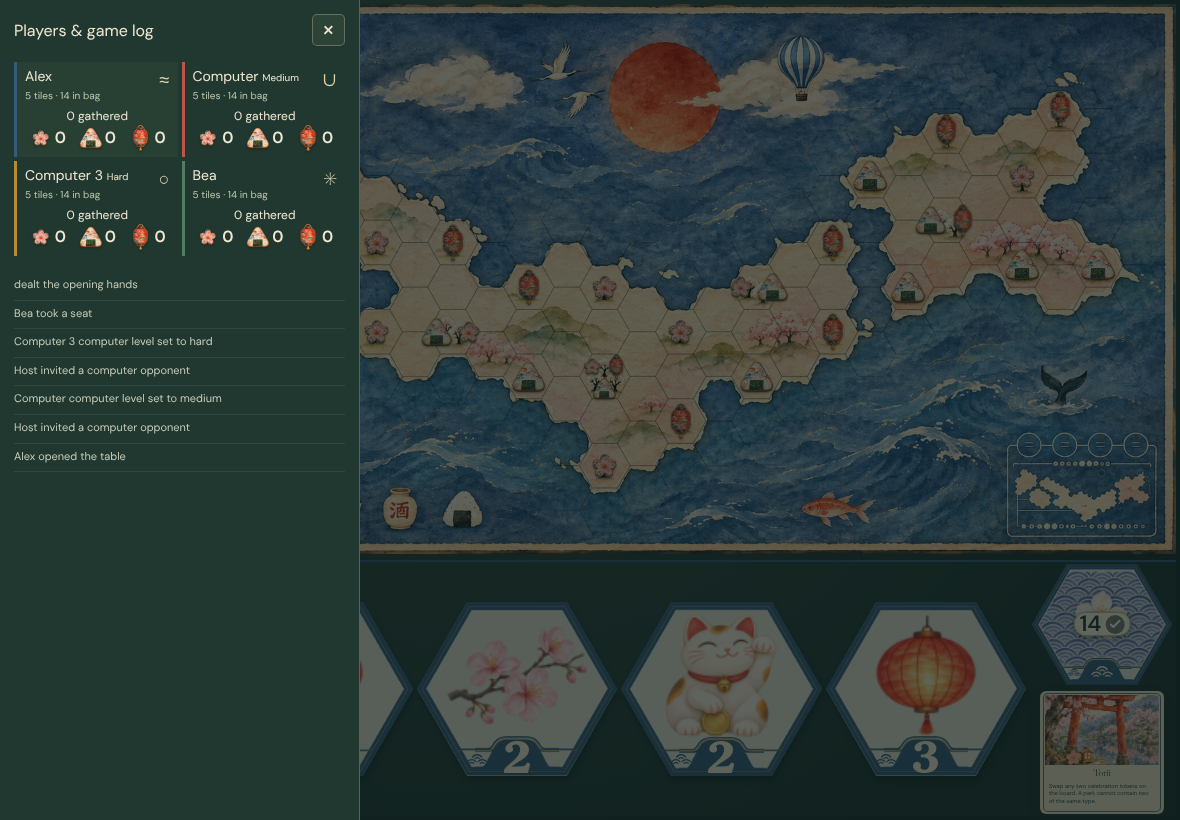 Players & game log
Alex
5 tiles · 14 in bag
0 gathered
0 0 0
Computer Medium
5 tiles · 14 in bag
0 gathered
0 0 0
Computer 3 Hard
5 tiles · 14 in bag
0 gathered
0 0 0
Bea
5 tiles · 14 in bag
0 gathered
0 0 0
dealt the opening hands
Bea took a seat
Computer 3 computer level set to hard
Host invited a computer opponent
Computer computer level set to medium
Host invited a computer opponent
Alex opened the table
酒
2
2
3
14
Torii
Swap any two celebration tokens on
the board. A park cannot contain two
of the same type.